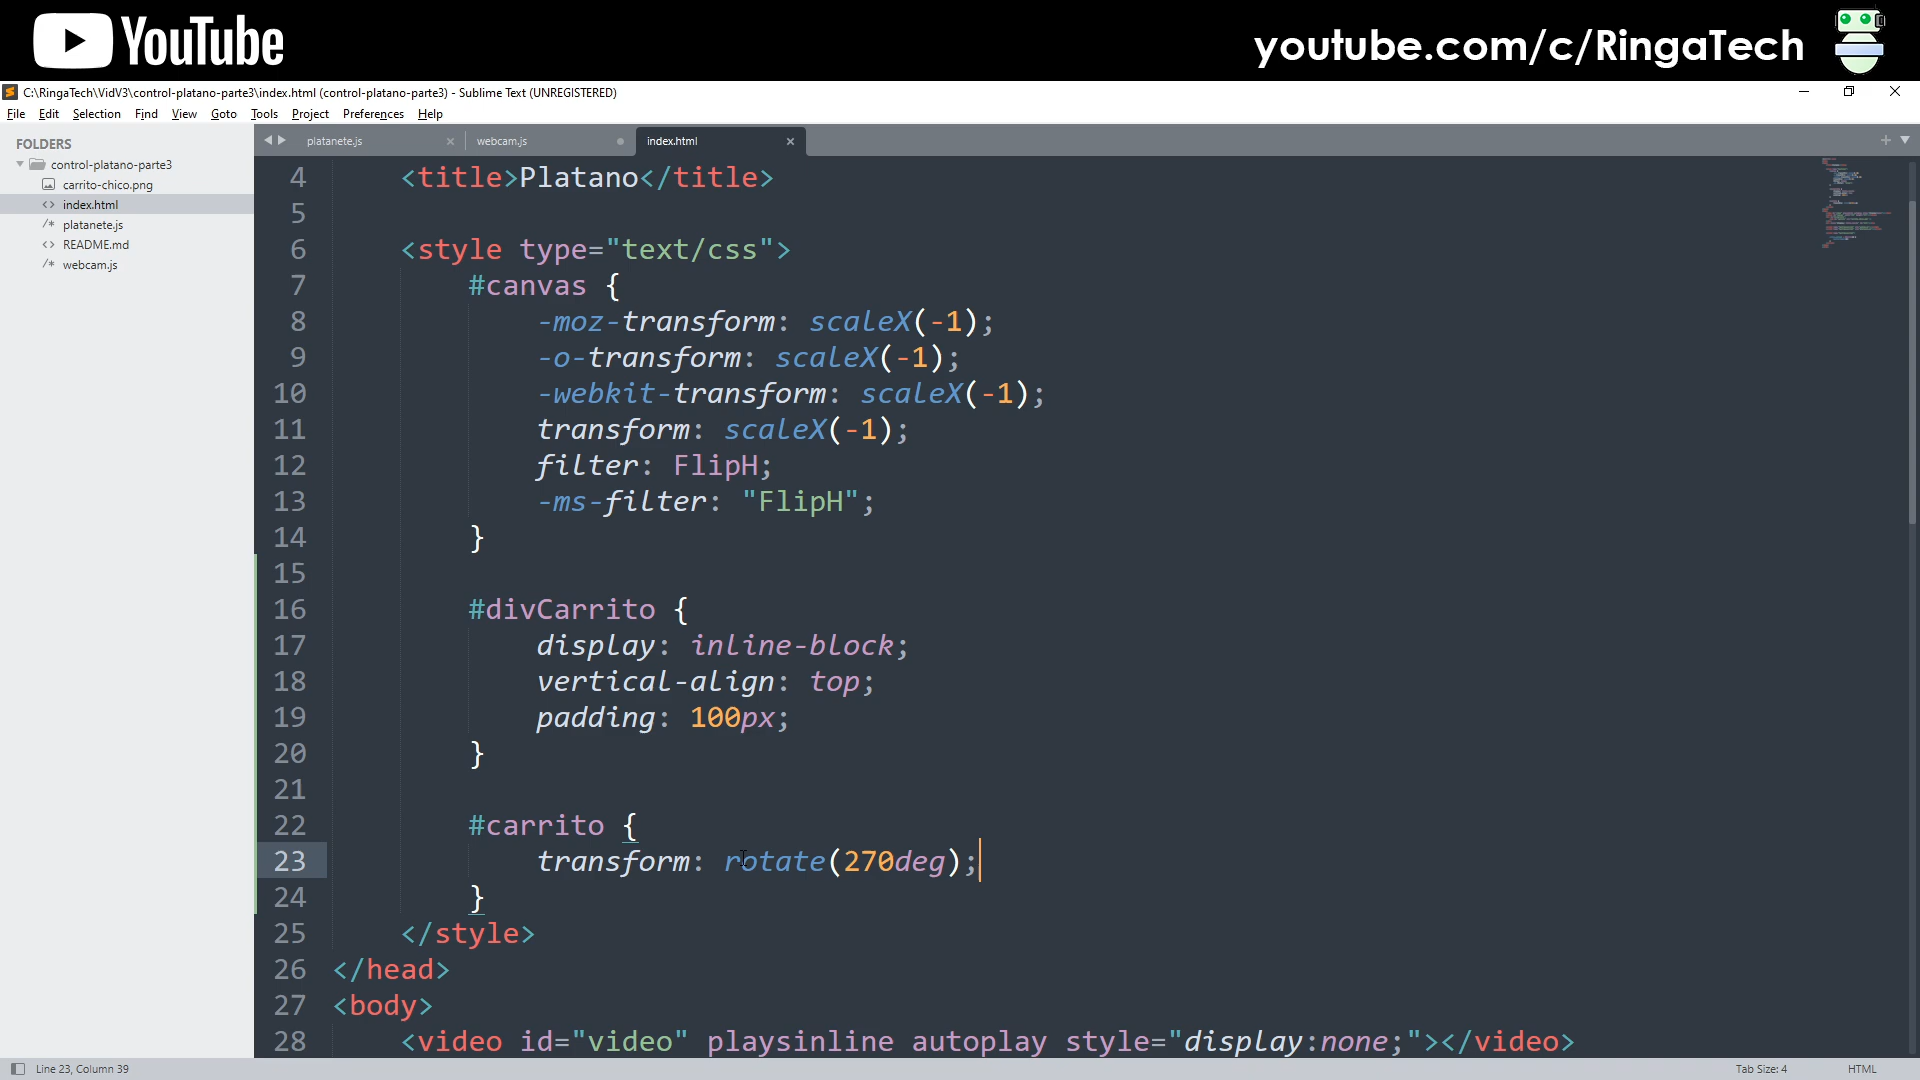 YouTube
youtube.com/c/RingaTech
C:\RingaTech\VidV3\control-platano-parte3\index.html (control-platano-parte3) - Sublime Text (UNREGISTERED)
File Edit Selection Find View Goto Tools Project Preferences Help
FOLDERS
control-platano-parte3
carrito-chico.png
index.html
platanete.js
README.md
webcam.js
platanete.js
webcam.js
index.html
4 <title>Platano</title>
5
6 <style type="text/css">
7 #canvas {
8 -moz-transform: scaleX(-1);
9 -o-transform: scaleX(-1);
10 -webkit-transform: scaleX(-1);
11 transform: scaleX(-1);
12 filter: FlipH;
13 -ms-filter: "FlipH";
14 }
15
16 #divCarrito {
17 display: inline-block;
18 vertical-align: top;
19 padding: 100px;
20 }
21
22 #carrito {
23 transform: rotate(270deg);
24 }
25 </style>
26 </head>
27 <body>
28 <video id="video" playsinline autoplay style="display:none;"></video>
Line 23, Column 39
Tab Size: 4
HTML